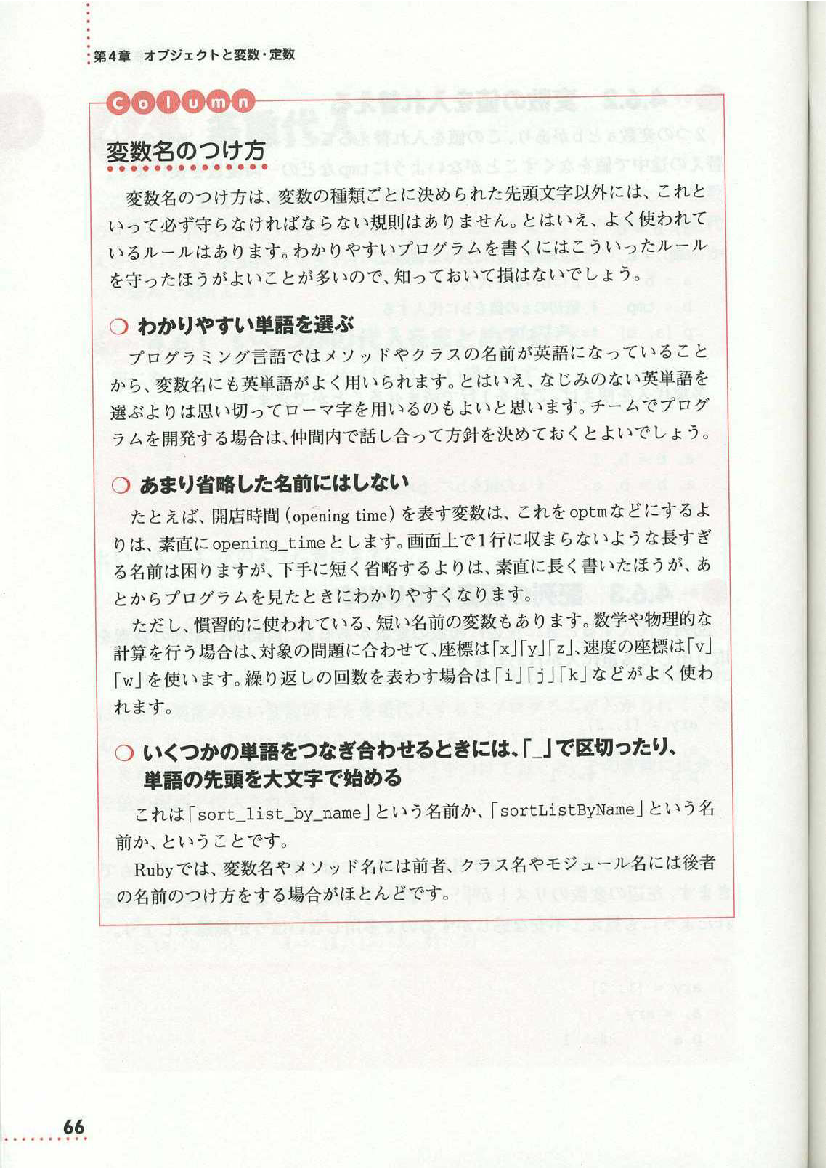 第4章 オブジェクトと変数・定数
Column
変数名のつけ方
変数名のつけ方は、変数の種類ごとに決められた先頭文字以外には、これと
いって必ず守らなければならない規則はありません。とはいえ、よく使われて
いるルールはあります。わかりやすいプログラムを書くにはこういったルール
を守ったほうがよいことが多いので、知っておいて損はないでしょう。
○ わかりやすい単語を選ぶ
プログラミング言語ではメソッドやクラスの名前が英語になっていること
から、変数名にも英単語がよく用いられます。とはいえ、なじみのない英単語を
選ぶよりは思い切ってローマ字を用いるのもよいと思います。チームでプログ
ラムを開発する場合は、仲間内で話し合って方針を決めておくとよいでしょう。
○ あまり省略した名前にはしない
たとえば、開店時間(opening time)を表す変数は、これをoptmなどにするよ
りは、素直にopening_timeとします。画面上で1行に収まらないような長すぎ
る名前は困りますが、下手に短く省略するよりは、素直に長く書いたほうが、あ
とからプログラムを見たときにわかりやすくなります。
ただし、慣習的に使われている、短い名前の変数もあります。数学や物理的な
計算を行う場合は、対象の問題に合わせて、座標は「x」「y」「z」、速度の座標は「v」
「w」を使います。繰り返しの回数を表わす場合は「i」「j」「k」などがよく使わ
れます。
○ いくつかの単語をつなぎ合わせるときには、「_」で区切ったり、
単語の先頭を大文字で始める
これは「sort_list_by_name」という名前か、「sortListByName」という名
前か、ということです。
Rubyでは、変数名やメソッド名には前者、クラス名やモジュール名には後者
の名前のつけ方をする場合がほとんどです。
66